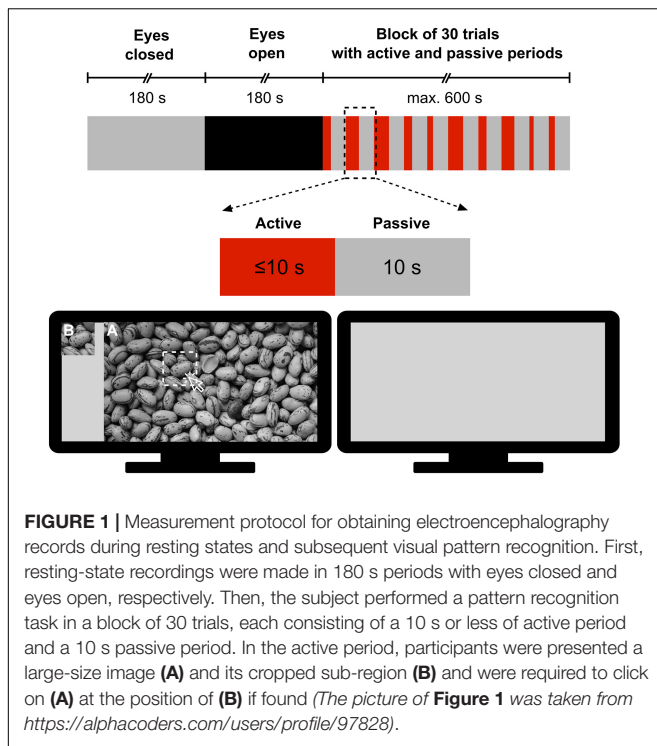 Eyes closed
Eyes open
Block of 30 trials
with active and passive periods
180 s
180 s
max. 600 s
Active
Passive
≤10 s
10 s
B
A
FIGURE 1 | Measurement protocol for obtaining electroencephalography
records during resting states and subsequent visual pattern recognition. First,
resting-state recordings were made in 180 s periods with eyes closed and
eyes open, respectively. Then, the subject performed a pattern recognition
task in a block of 30 trials, each consisting of a 10 s or less of active period
and a 10 s passive period. In the active period, participants were presented a
large-size image (A) and its cropped sub-region (B) and were required to click
on (A) at the position of (B) if found (The picture of Figure 1 was taken from
https://alphacoders.com/users/profile/97828).